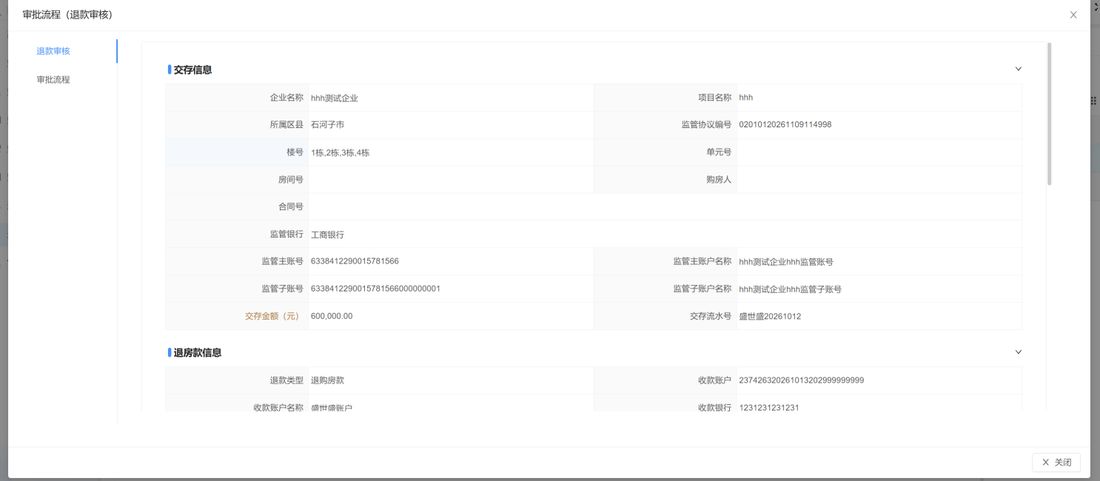 审批流程（退款审核）
退款审核
审批流程
交存信息
企业名称 hhh测试企业 项目名称 hhh
所属区县 石河子市 监管协议编号 02010120261109114998
楼号 1栋,2栋,3栋,4栋 单元号
房间号 购房人
合同号
监管银行 工商银行
监管主账号 6338412290015781566 监管主账户名称 hhh测试企业hhh监管账号
监管子账号 6338412290015781566000000001 监管子账户名称 hhh测试企业hhh监管子账号
交存金额（元） 600,000.00 交存流水号 盛世盛20261012
退房款信息
退款类型 退购房款 收款账户 237426320261013202999999999
收款账户名称 盛世盛账户 收款银行 1231231231231
关闭